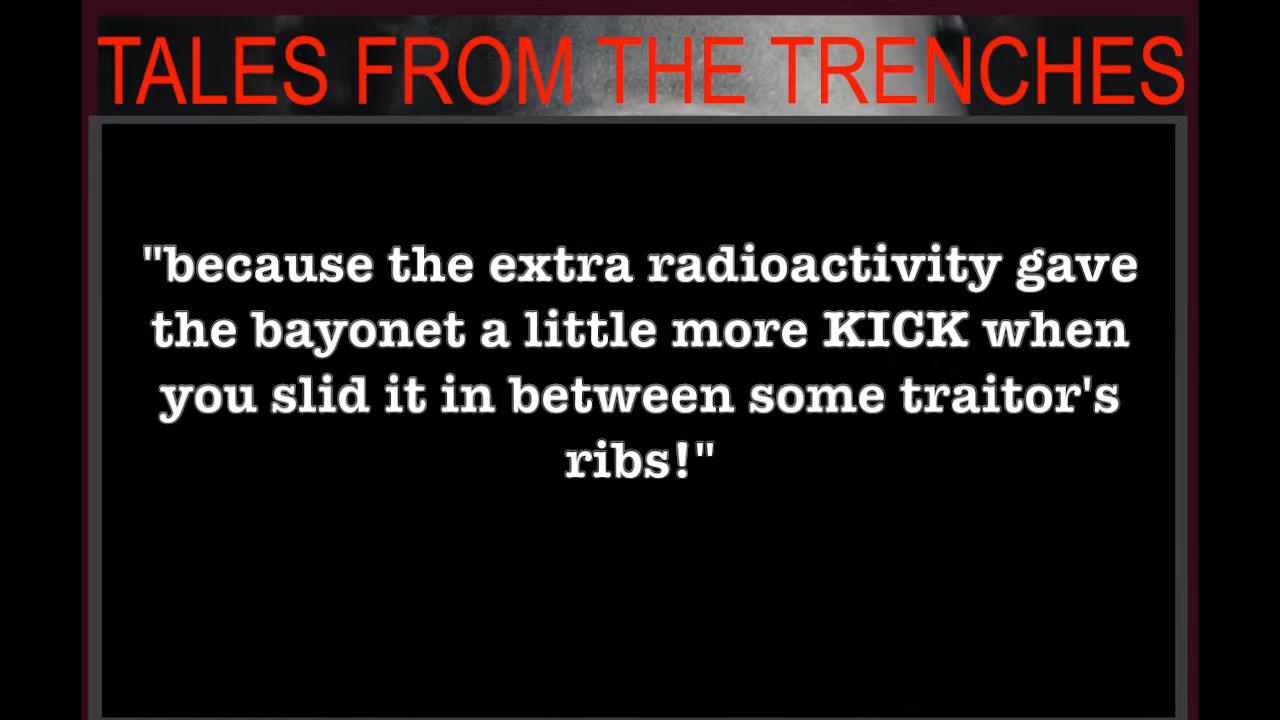 TALES FROM THE TRENCHES
"because the extra radioactivity gave
the bayonet a little more KICK when
you slid it in between some traitor's
ribs!"